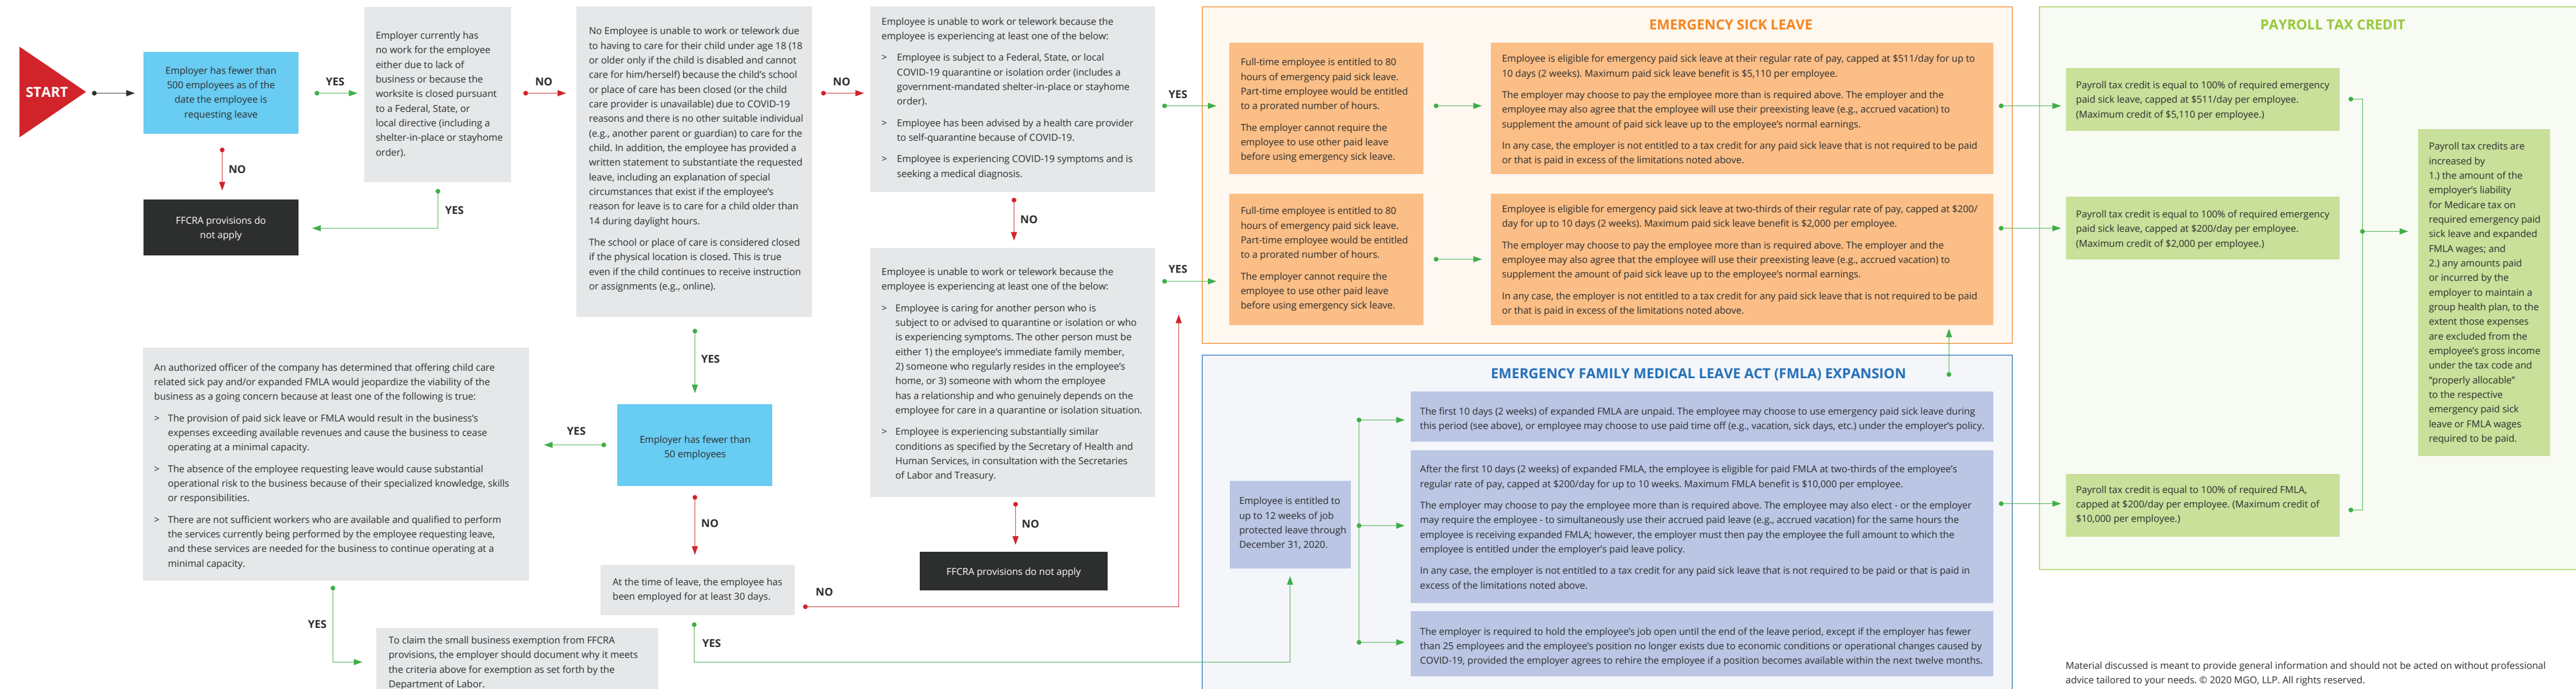 START
Employer has fewer than
500 employees as of the
date the employee is
requesting leave
YES
NO
FFCRA provisions do
not apply
Employer currently has
no work for the employee
either due to lack of
business or because the
worksite is closed pursuant
to a Federal, State, or
local directive (including a
shelter-in-place or stayhome
order).
YES
NO
No Employee is unable to work or telework due
to having to care for their child under age 18 (18
or older only if the child is disabled and cannot
care for him/herself) because the child's school
or place of care has been closed (or the child
care provider is unavailable) due to COVID-19
reasons and there is no other suitable individual
(e.g., another parent or guardian) to care for the
child. In addition, the employee has provided a
written statement to substantiate the requested
leave, including an explanation of special
circumstances that exist if the employee's
reason for leave is to care for a child older than
14 during daylight hours.
The school or place of care is considered closed
if the physical location is closed. This is true
even if the child continues to receive instruction
or assignments (e.g., online).
NO
YES
Employer has fewer than
50 employees
YES
An authorized officer of the company has determined that offering child care
related sick pay and/or expanded FMLA would jeopardize the viability of the
business as a going concern because at least one of the following is true:
> The provision of paid sick leave or FMLA would result in the business's
expenses exceeding available revenues and cause the business to cease
operating at a minimal capacity.
> The absence of the employee requesting leave would cause substantial
operational risk to the business because of their specialized knowledge, skills
or responsibilities.
> There are not sufficient workers who are available and qualified to perform
the services currently being performed by the employee requesting leave,
and these services are needed for the business to continue operating at a
minimal capacity.
YES
To claim the small business exemption from FFCRA
provisions, the employer should document why it meets
the criteria above for exemption as set forth by the
Department of Labor.
NO
At the time of leave, the employee has
been employed for at least 30 days.
NO
YES
Employee is unable to work or telework because the
employee is experiencing at least one of the below:
> Employee is subject to a Federal, State, or local
COVID-19 quarantine or isolation order (includes a
government-mandated shelter-in-place or stayhome
order).
> Employee has been advised by a health care provider
to self-quarantine because of COVID-19.
> Employee is experiencing COVID-19 symptoms and is
seeking a medical diagnosis.
YES
NO
Employee is unable to work or telework because the
employee is experiencing at least one of the below:
> Employee is caring for another person who is
subject to or advised to quarantine or isolation or who
is experiencing symptoms. The other person must be
either 1) the employee's immediate family member,
2) someone who regularly resides in the employee's
home, or 3) someone with whom the employee
has a relationship and who genuinely depends on the
employee for care in a quarantine or isolation situation.
> Employee is experiencing substantially similar
conditions as specified by the Secretary of Health and
Human Services, in consultation with the Secretaries
of Labor and Treasury.
YES
NO
FFCRA provisions do not apply
EMERGENCY SICK LEAVE
Full-time employee is entitled to 80
hours of emergency paid sick leave.
Part-time employee would be entitled
to a prorated number of hours.
The employer cannot require the
employee to use other paid leave
before using emergency sick leave.
Employee is eligible for emergency paid sick leave at their regular rate of pay, capped at $511/day for up to
10 days (2 weeks). Maximum paid sick leave benefit is $5,110 per employee.
The employer may choose to pay the employee more than is required above. The employer and the
employee may also agree that the employee will use their preexisting leave (e.g., accrued vacation) to
supplement the amount of paid sick leave up to the employee's normal earnings.
In any case, the employer is not entitled to a tax credit for any paid sick leave that is not required to be paid
or that is paid in excess of the limitations noted above.
Full-time employee is entitled to 80
hours of emergency paid sick leave.
Part-time employee would be entitled
to a prorated number of hours.
The employer cannot require the
employee to use other paid leave
before using emergency sick leave.
Employee is eligible for emergency paid sick leave at two-thirds of their regular rate of pay, capped at $200/
day for up to 10 days (2 weeks). Maximum paid sick leave benefit is $2,000 per employee.
The employer may choose to pay the employee more than is required above. The employer and the
employee may also agree that the employee will use their preexisting leave (e.g., accrued vacation) to
supplement the amount of paid sick leave up to the employee's normal earnings.
In any case, the employer is not entitled to a tax credit for any paid sick leave that is not required to be paid
or that is paid in excess of the limitations noted above.
EMERGENCY FAMILY MEDICAL LEAVE ACT (FMLA) EXPANSION
Employee is entitled to
up to 12 weeks of job
protected leave through
December 31, 2020.
The first 10 days (2 weeks) of expanded FMLA are unpaid. The employee may choose to use emergency paid sick leave during
this period (see above), or employee may choose to use paid time off (e.g., vacation, sick days, etc.) under the employer's policy.
After the first 10 days (2 weeks) of expanded FMLA, the employee is eligible for paid FMLA at two-thirds of the employee's
regular rate of pay, capped at $200/day for up to 10 weeks. Maximum FMLA benefit is $10,000 per employee.
The employer may choose to pay the employee more than is required above. The employee may also elect - or the employer
may require the employee - to simultaneously use their accrued paid leave (e.g., accrued vacation) for the same hours the
employee is receiving expanded FMLA; however, the employer must then pay the employee the full amount to which the
employee is entitled under the employer's paid leave policy.
In any case, the employer is not entitled to a tax credit for any paid sick leave that is not required to be paid or that is paid in
excess of the limitations noted above.
The employer is required to hold the employee's job open until the end of the leave period, except if the employer has fewer
than 25 employees and the employee's position no longer exists due to economic conditions or operational changes caused by
COVID-19, provided the employer agrees to rehire the employee if a position becomes available within the next twelve months.
PAYROLL TAX CREDIT
Payroll tax credit is equal to 100% of required emergency
paid sick leave, capped at $511/day per employee.
(Maximum credit of $5,110 per employee.)
Payroll tax credit is equal to 100% of required emergency
paid sick leave, capped at $200/day per employee.
(Maximum credit of $2,000 per employee.)
Payroll tax credit is equal to 100% of required FMLA,
capped at $200/day per employee. (Maximum credit of
$10,000 per employee.)
Payroll tax credits are
increased by
1.) the amount of the
employer's liability
for Medicare tax on
required emergency paid
sick leave and expanded
FMLA wages; and
2.) any amounts paid
or incurred by the
employer to maintain a
group health plan, to the
extent those expenses
are excluded from the
employee's gross income
under the tax code and
"properly allocable"
to the respective
emergency paid sick
leave or FMLA wages
required to be paid.
Material discussed is meant to provide general information and should not be acted on without professional
advice tailored to your needs. © 2020 MGO, LLP. All rights reserved.